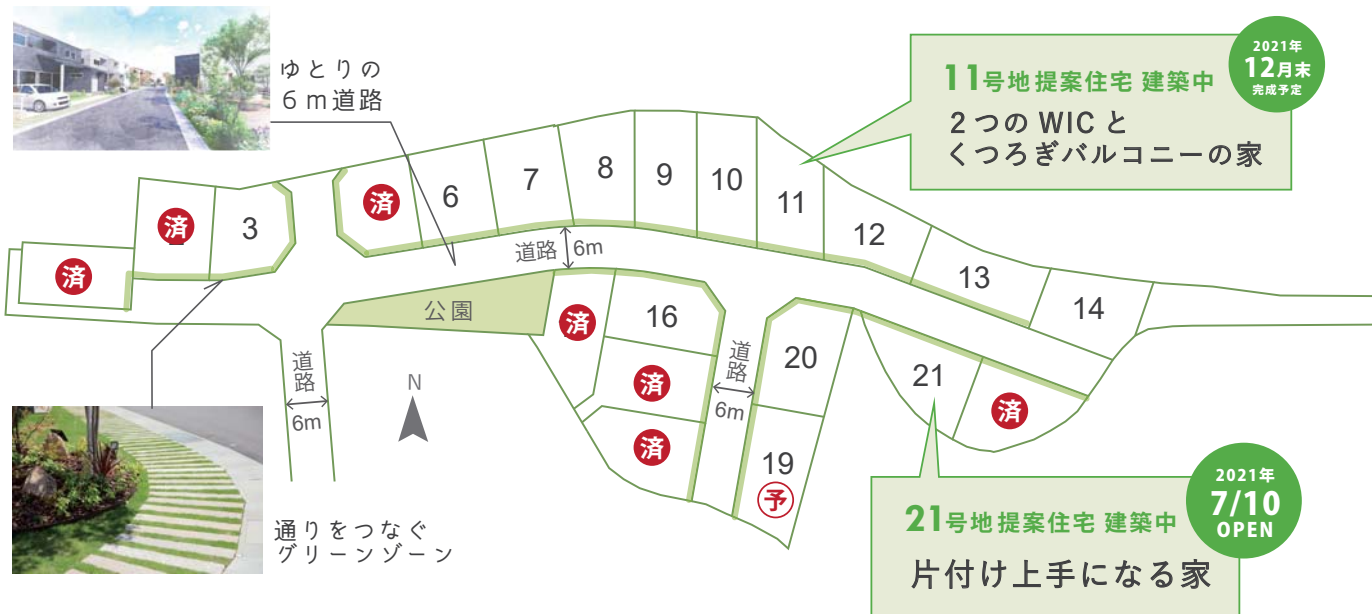 ゆとりの
6m道路
11号地提案住宅 建築中
2つのWICと
くつろぎバルコニーの家
2021年
12月末
完成予定
済
済
3
済
6
7
8
9
10
11
12
13
14
道路 6m
公園
済
16
済
済
道路
6m
20
19
予
21
済
道路
6m
N
通りをつなぐ
グリーンゾーン
21号地提案住宅 建築中
片付け上手になる家
2021年
7/10
OPEN